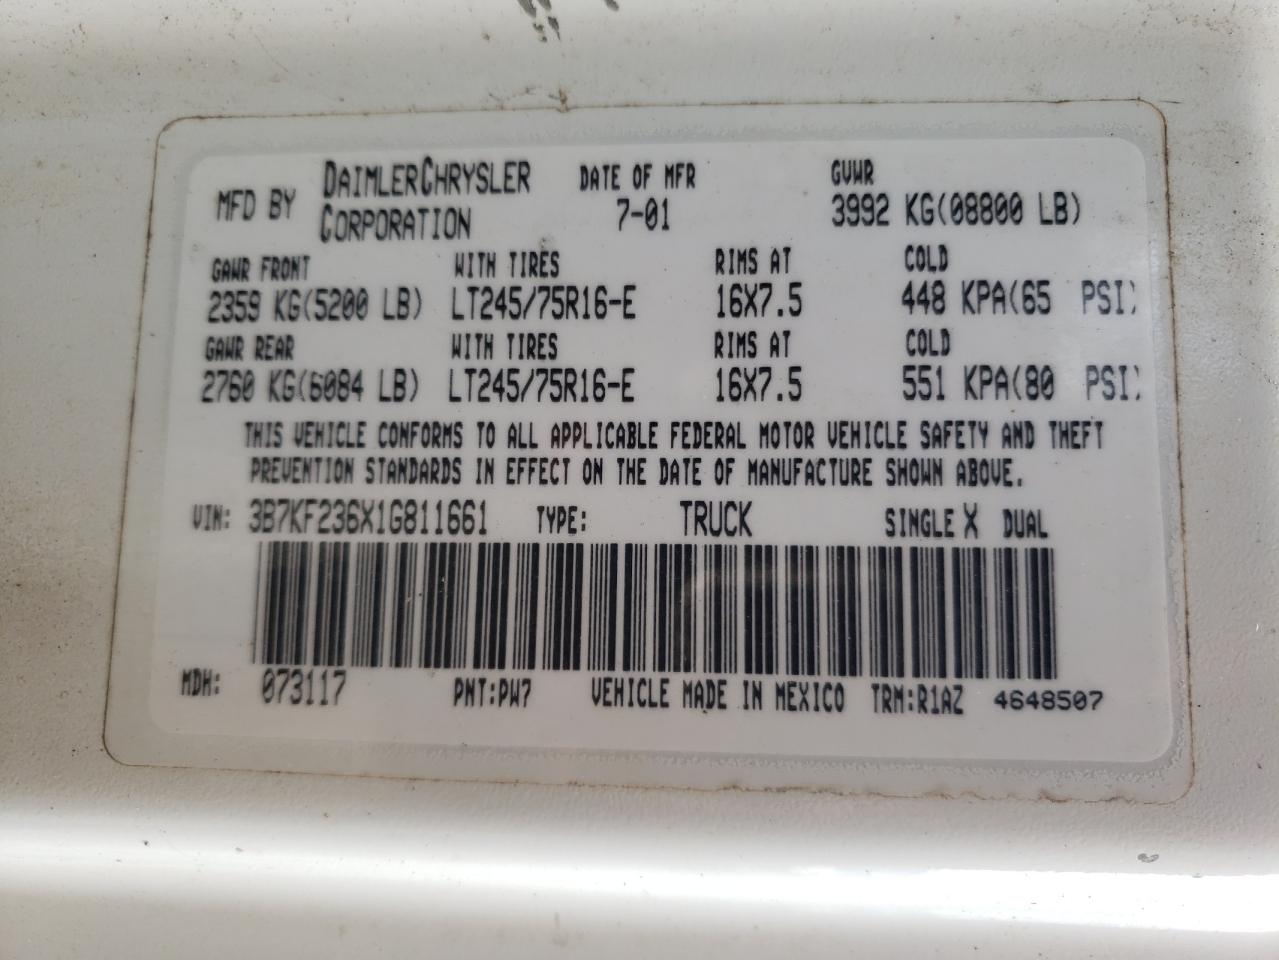 MFD BY DAIMLERCHRYSLER CORPORATION DATE OF MFR 7-01 GVWR 3992 KG(08800 LB)
GAWR FRONT WITH TIRES RIMS AT COLD
2359 KG(5200 LB) LT245/75R16-E 16X7.5 448 KPA(65 PSI)
GAWR REAR WITH TIRES RIMS AT COLD
2760 KG(6084 LB) LT245/75R16-E 16X7.5 551 KPA(80 PSI)
THIS VEHICLE CONFORMS TO ALL APPLICABLE FEDERAL MOTOR VEHICLE SAFETY AND THEFT
PREVENTION STANDARDS IN EFFECT ON THE DATE OF MANUFACTURE SHOWN ABOVE.
VIN: 3B7KF236X1G811661 TYPE: TRUCK SINGLE X DUAL
MDH: 073117 PNT:PW7 VEHICLE MADE IN MEXICO TRM:R1AZ 4648507